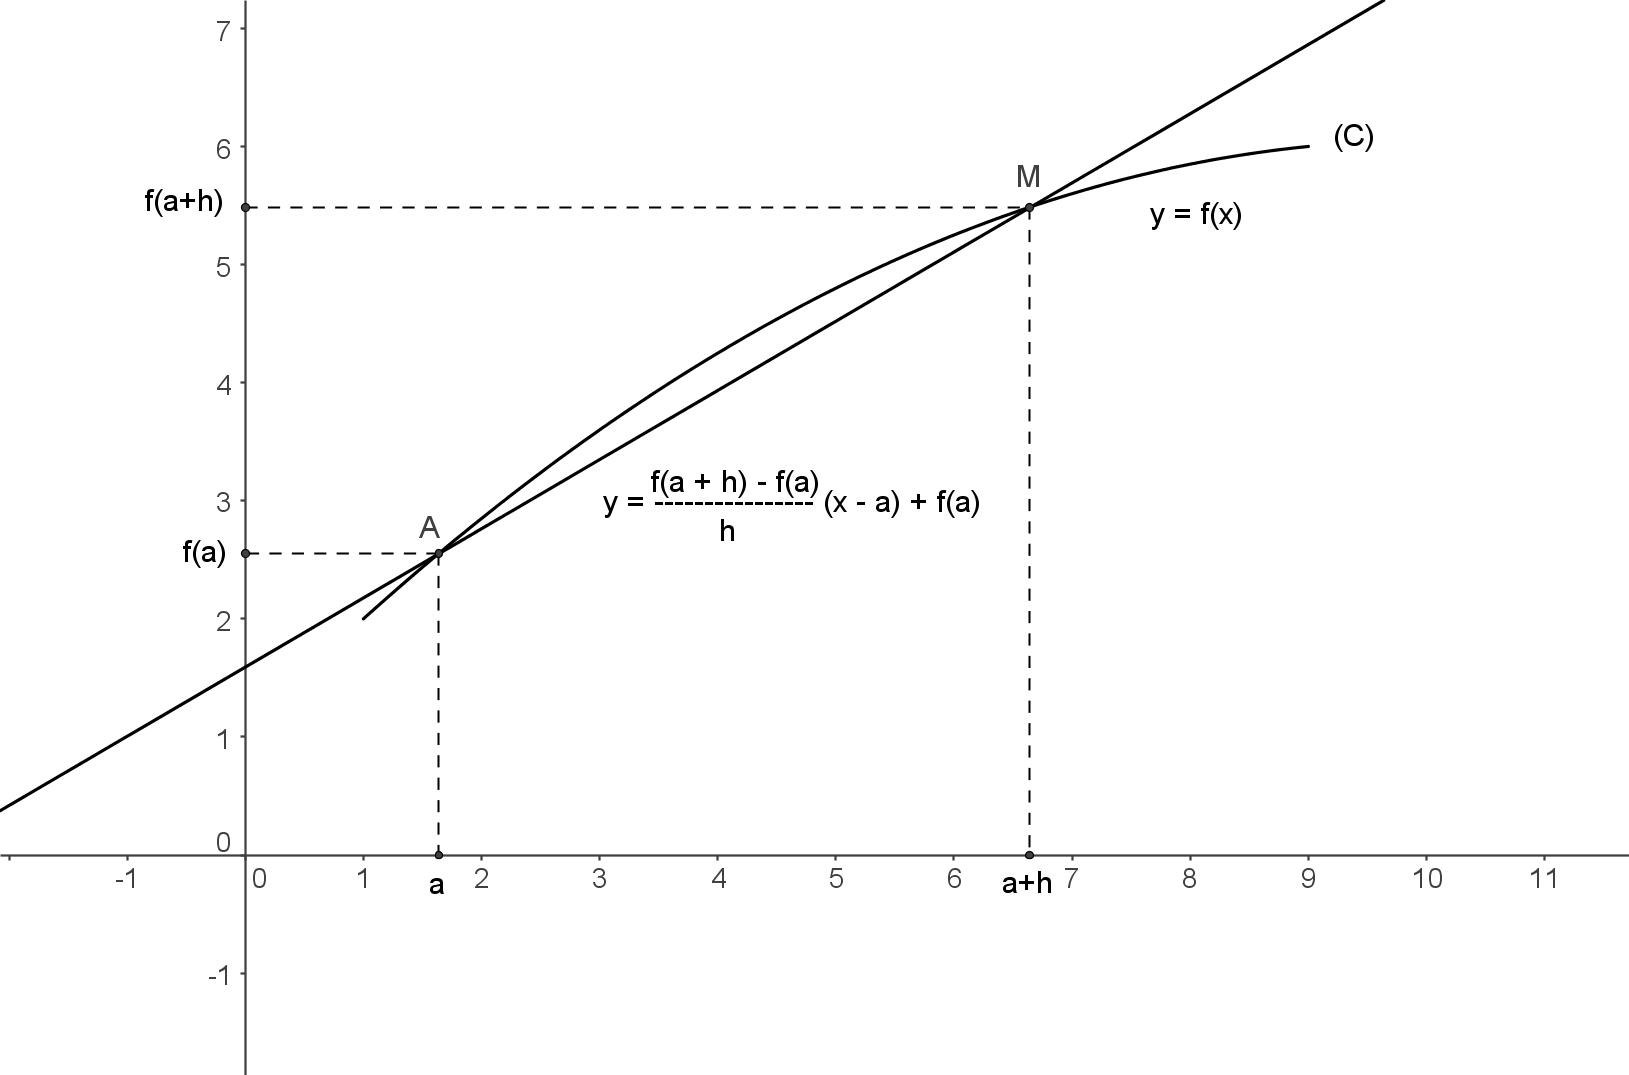 7
6
(C)
M
f(a+h)
y = f(x)
5
4
3
f(a + h) - f(a)
y = ---------------- (x - a) + f(a)
h
A
f(a)
2
1
0
-1 0 1 a 2 3 4 5 6 a+h 7 8 9 10 11
-1